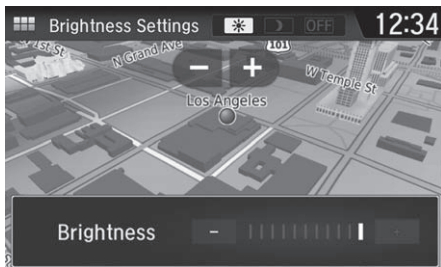 Brightness Settings OFF 12:34
1st St
N Grand Ave
101
W Temple St
Los Angeles
Brightness